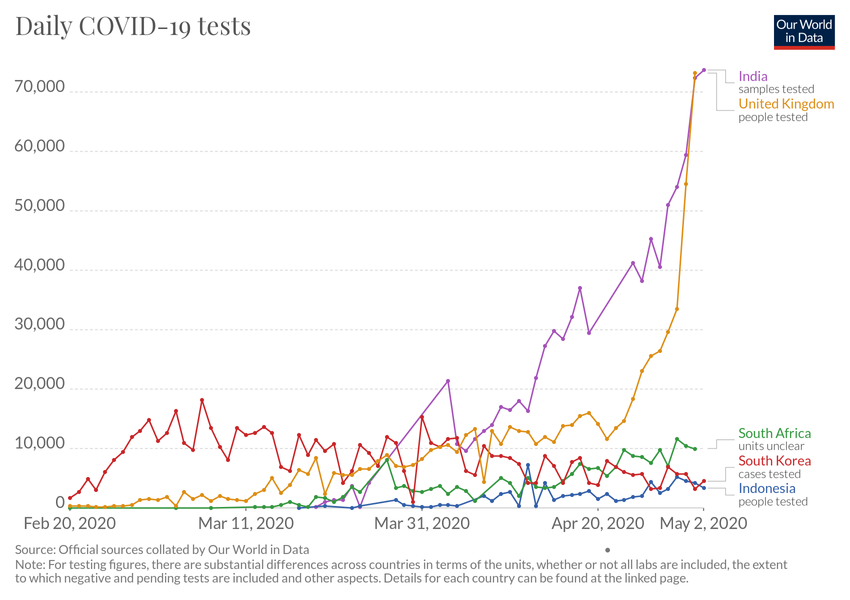 Daily COVID-19 tests
Our World
in Data
70,000
60,000
50,000
40,000
30,000
20,000
10,000
0
India
samples tested
United Kingdom
people tested
South Africa
units unclear
South Korea
cases tested
Indonesia
people tested
Feb 20, 2020
Mar 11, 2020
Mar 31, 2020
Apr 20, 2020
May 2, 2020
Source: Official sources collated by Our World in Data
Note: For testing figures, there are substantial differences across countries in terms of the units, whether or not all labs are included, the extent
to which negative and pending tests are included and other aspects. Details for each country can be found at the linked page.